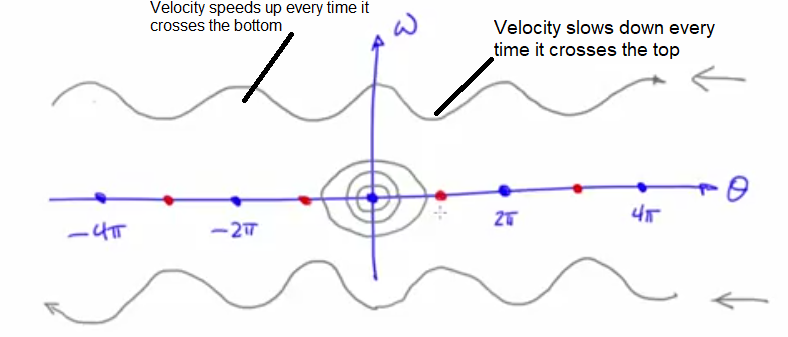 Velocity speeds up every time it
crosses the bottom
ω
Velocity slows down every
time it crosses the top
θ
-4π
-2π
2π
4π